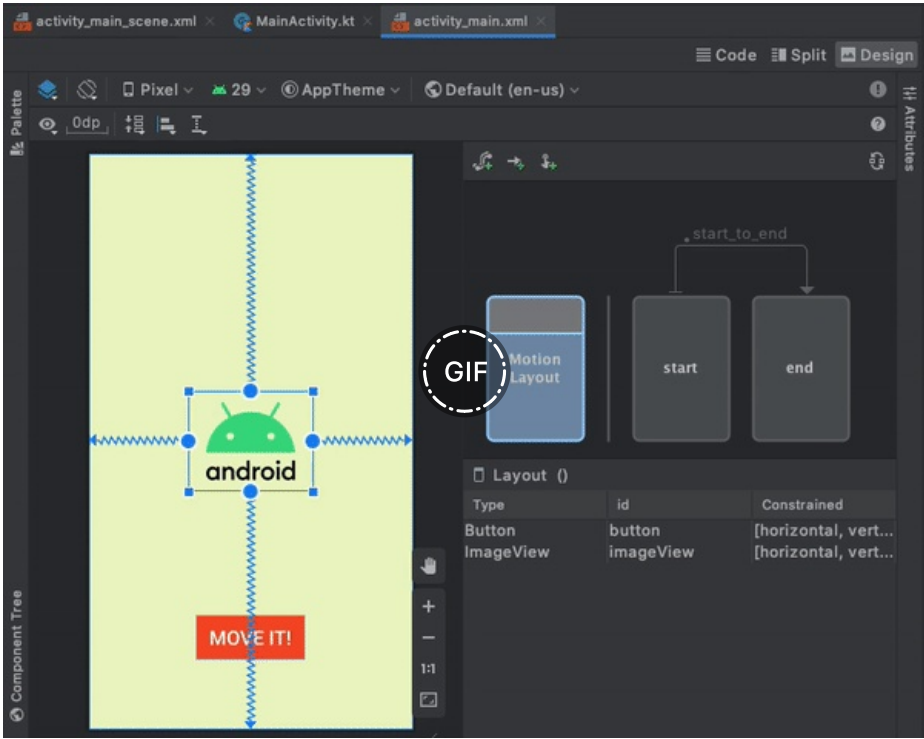 activity_main_scene.xml
MainActivity.kt
activity_main.xml
Code
Split
Design
Palette
Pixel
29
AppTheme
Default (en-us)
Attributes
0dp
start_to_end
Motion
Layout
GIF
start
end
android
MOVE IT!
Layout ()
Type id Constrained
Button button [horizontal, vert...
ImageView imageView [horizontal, vert...
1:1
Component Tree